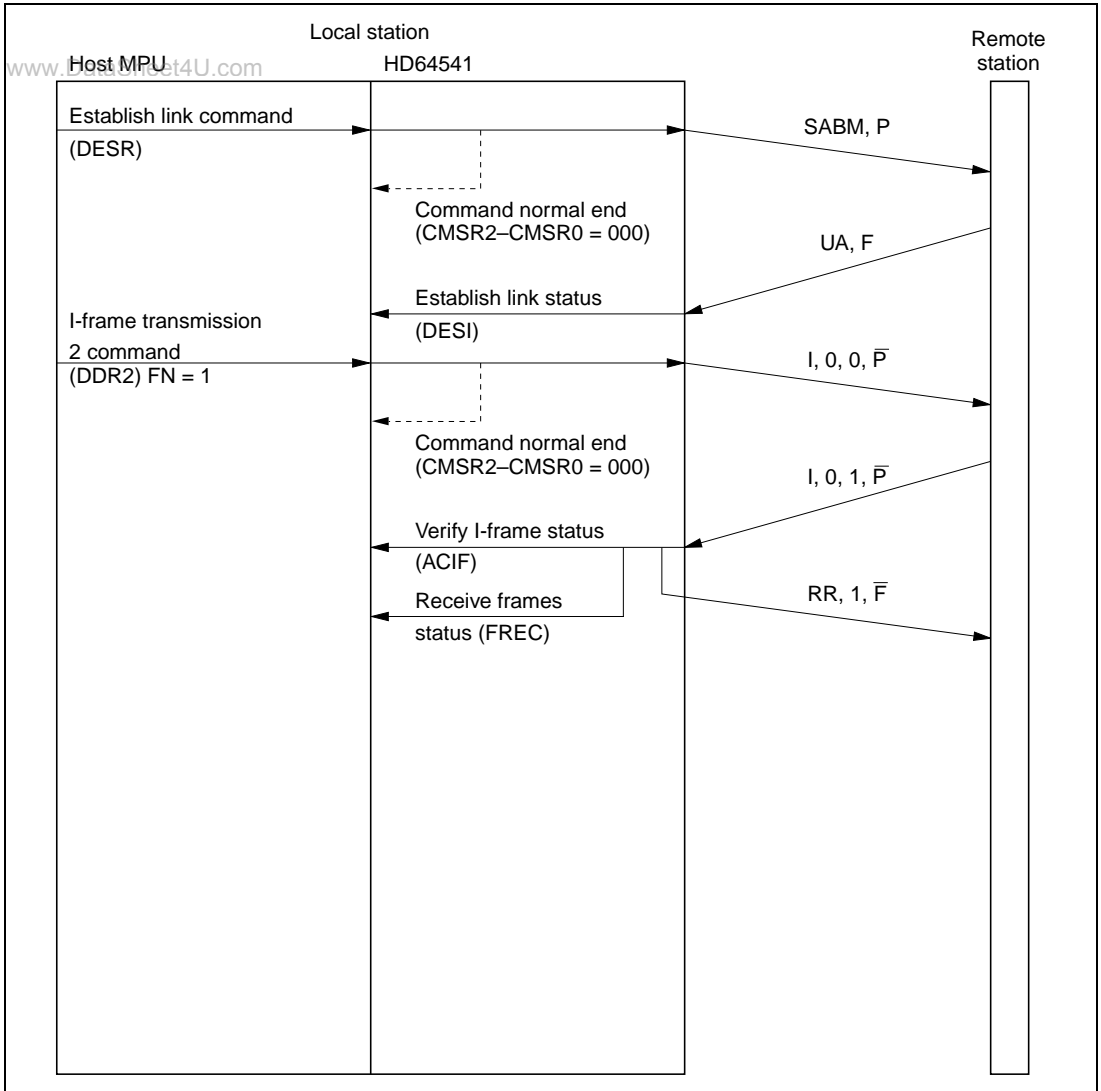 Local station
Remote
station
www.DataSheet4U.com
Host MPU
HD64541
Establish link command
(DESR)
SABM, P
Command normal end
(CMSR2–CMSR0 = 000)
UA, F
Establish link status
(DESI)
I-frame transmission
2 command
(DDR2) FN = 1
I, 0, 0, P̅
Command normal end
(CMSR2–CMSR0 = 000)
I, 0, 1, P̅
Verify I-frame status
(ACIF)
RR, 1, F̅
Receive frames
status (FREC)